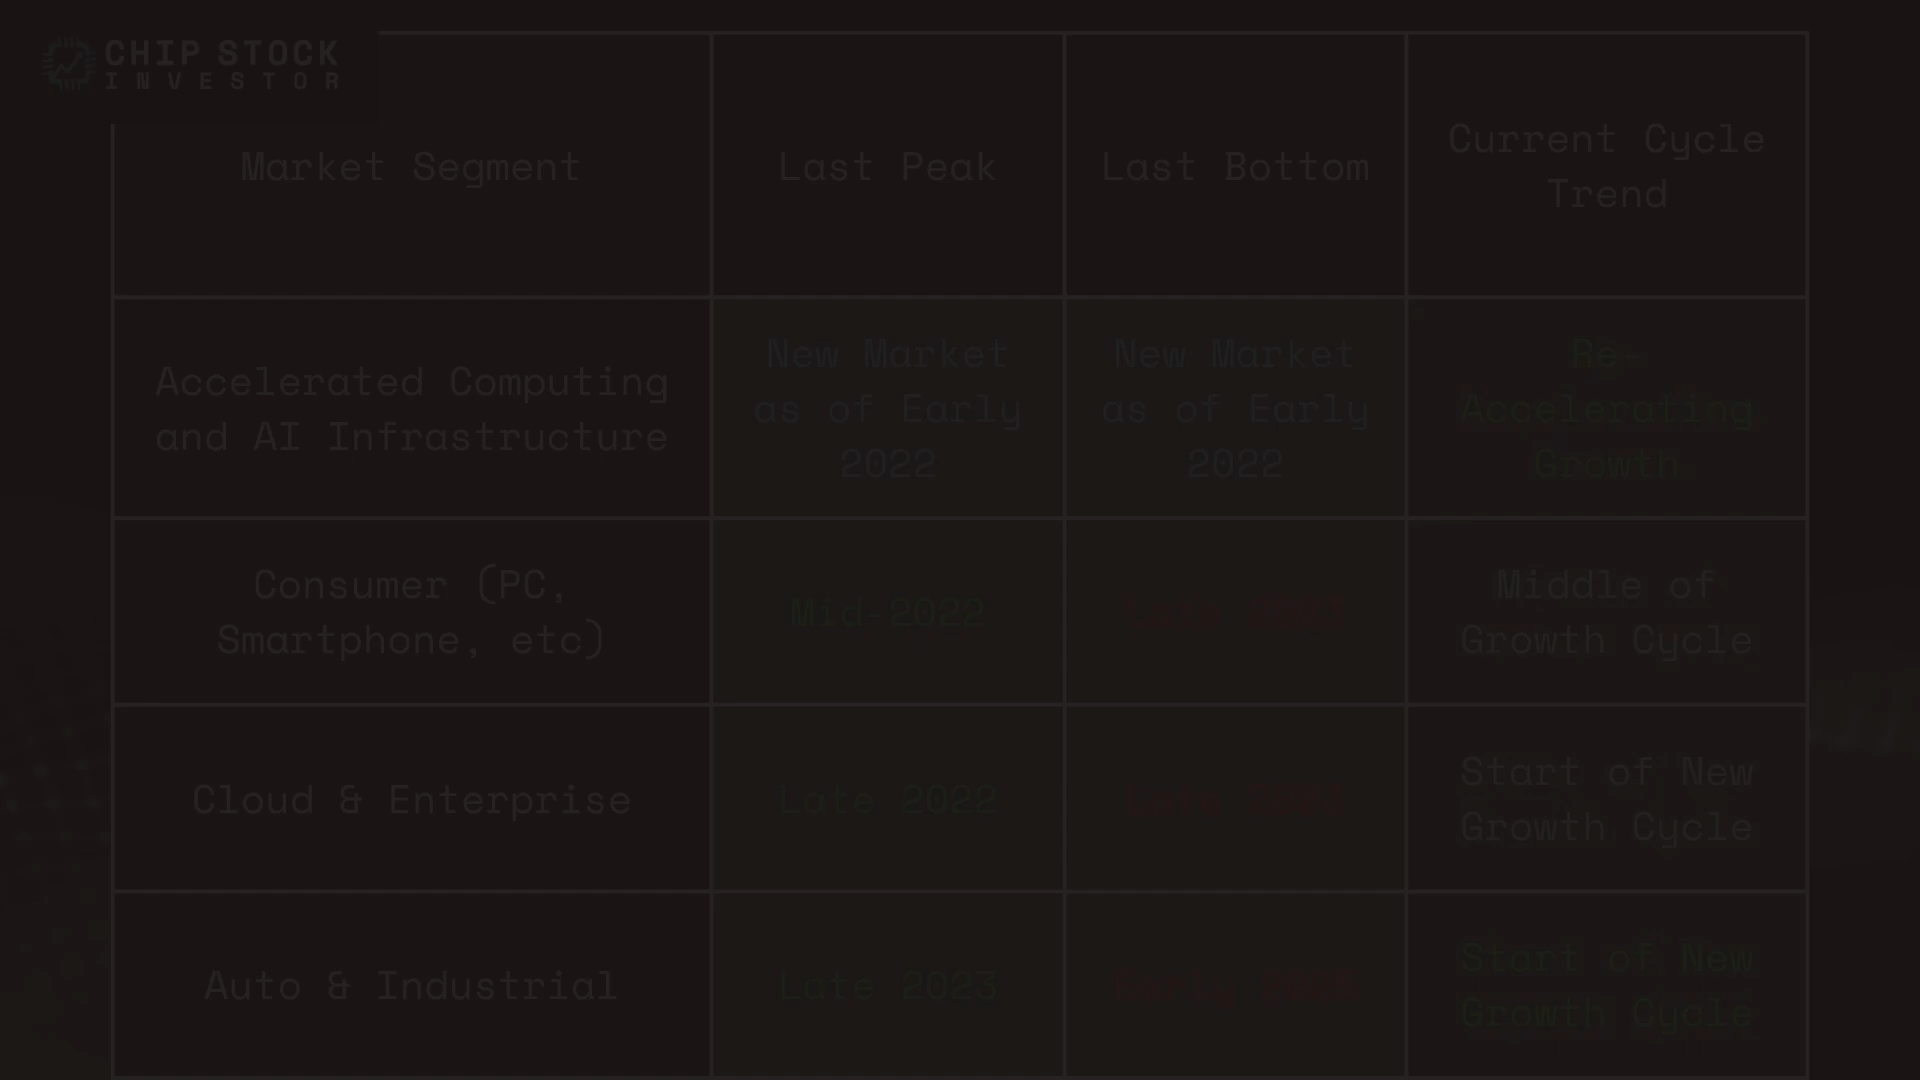 CHIP STOCK
INVESTOR
Market Segment
Last Peak
Last Bottom
Current Cycle
Trend
Accelerated Computing
and AI Infrastructure
New Market
as of Early
2022
New Market
as of Early
2022
Re-
Accelerating
Growth
Consumer (PC,
Smartphone, etc)
Mid-2022
Middle of
Growth Cycle
Cloud & Enterprise
Late 2022
Start of New
Growth Cycle
Auto & Industrial
Late 2023
Start of New
Growth Cycle